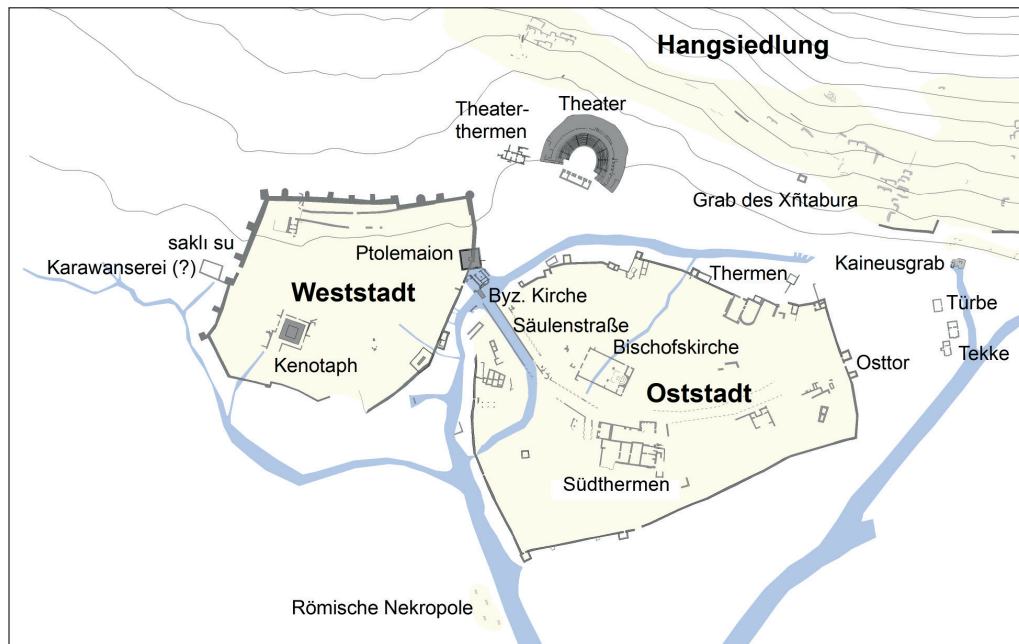 Hangsiedlung
Theater-
thermen
Theater
Grab des Xñtabura
saklı su
Karawanserei (?)
Ptolemaion
Thermen
Kaineusgrab
Weststadt
Byz. Kirche
Türbe
Säulenstraße
Bischofskirche
Kenotaph
Osttor
Tekke
Oststadt
Südthermen
Römische Nekropole